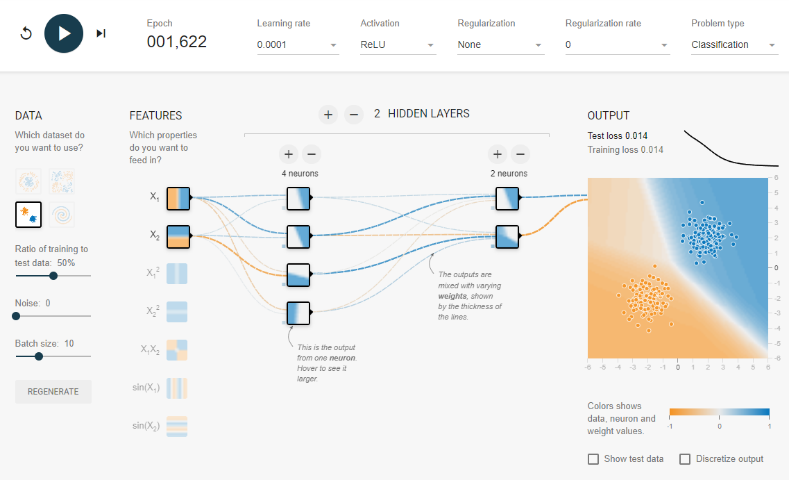 Epoch
001,622
Learning rate
0.0001
Activation
ReLU
Regularization
None
Regularization rate
0
Problem type
Classification
DATA
Which dataset do
you want to use?
Ratio of training to
test data: 50%
Noise: 0
Batch size: 10
REGENERATE
FEATURES
Which properties
do you want to
feed in?
X₁
X₂
X₁²
X₂²
X₁X₂
sin(X₁)
sin(X₂)
+ − 2 HIDDEN LAYERS
+ −
4 neurons
+ −
2 neurons
This is the output
from one neuron.
Hover to see it
larger.
The outputs are
mixed with varying
weights, shown
by the thickness of
the lines.
OUTPUT
Test loss 0.014
Training loss 0.014
6
5
4
3
2
1
0
-1
-2
-3
-4
-5
-6
-6 -5 -4 -3 -2 -1 0 1 2 3 4 5 6
Colors shows
data, neuron and
weight values.
-1 0 1
Show test data
Discretize output